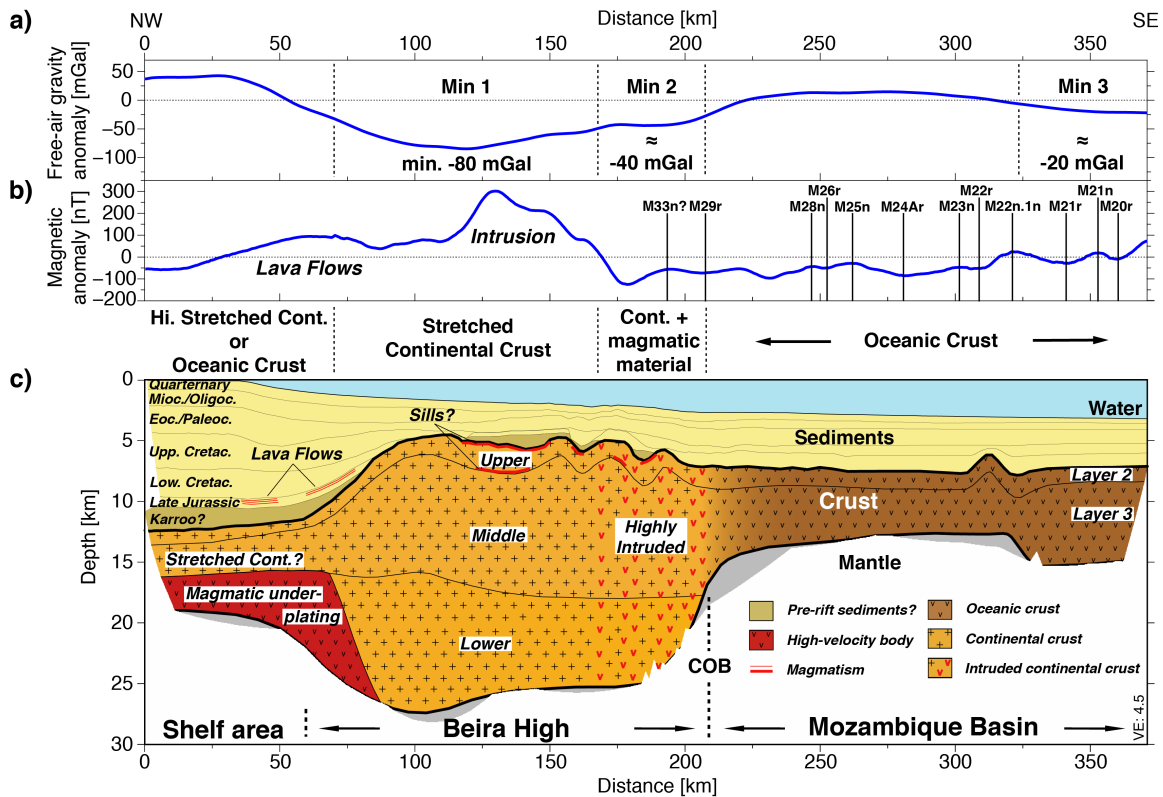 a)
NW
Distance [km]
SE
0
50
100
150
200
250
300
350
Free-air gravity
anomaly [mGal]
50
0
−50
−100
Min 1
Min 2
Min 3
min. -80 mGal
≈
-40 mGal
≈
-20 mGal
b)
Magnetic
anomaly [nT]
300
200
100
0
−100
−200
Lava Flows
Intrusion
M33n?
M29r
M28n
M26r
M25n
M24Ar
M23n
M22r
M22n.1n
M21r
M21n
M20r
Hi. Stretched Cont.
or
Oceanic Crust
Stretched
Continental Crust
Cont. +
magmatic
material
Oceanic Crust
c)
Depth [km]
0
5
10
15
20
25
30
Quarternary
Mioc./Oligoc.
Eoc./Paleoc.
Upp. Cretac.
Low. Cretac.
Late Jurassic
Karroo?
Lava Flows
Sills?
Water
Sediments
Upper
Layer 2
Crust
Layer 3
Middle
Highly
Intruded
Stretched Cont.?
Mantle
Magmatic under-
plating
Lower
COB
Pre-rift sediments?
High-velocity body
Magmatism
Oceanic crust
Continental crust
Intruded continental crust
VE: 4.5
Shelf area
Beira High
Mozambique Basin
0
50
100
150
200
250
300
350
Distance [km]